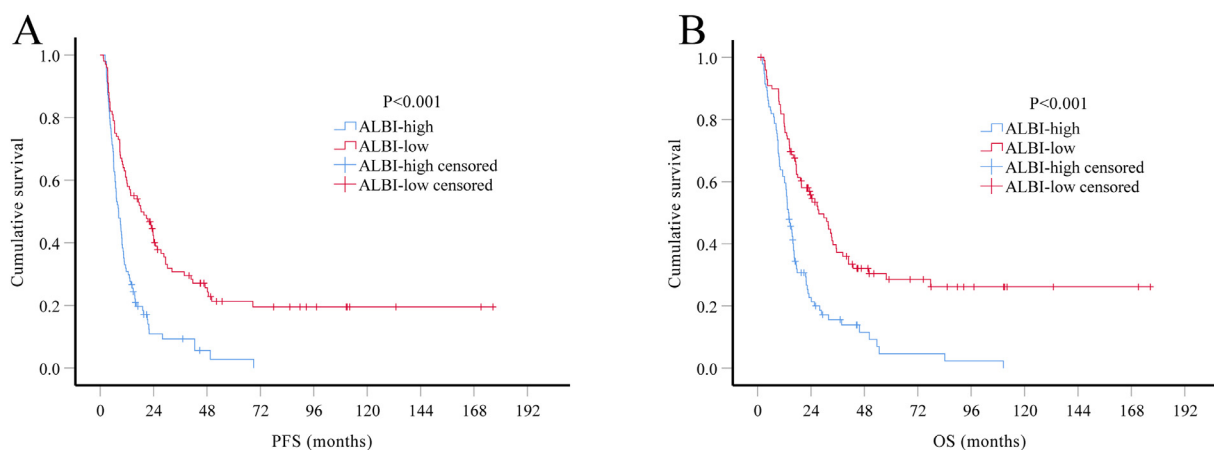 A
Cumulative survival
1.0
0.8
0.6
0.4
0.2
0.0
P<0.001
ALBI-high
ALBI-low
ALBI-high censored
ALBI-low censored
0 24 48 72 96 120 144 168 192
PFS (months)
B
Cumulative survival
1.0
0.8
0.6
0.4
0.2
0.0
P<0.001
ALBI-high
ALBI-low
ALBI-high censored
ALBI-low censored
0 24 48 72 96 120 144 168 192
OS (months)